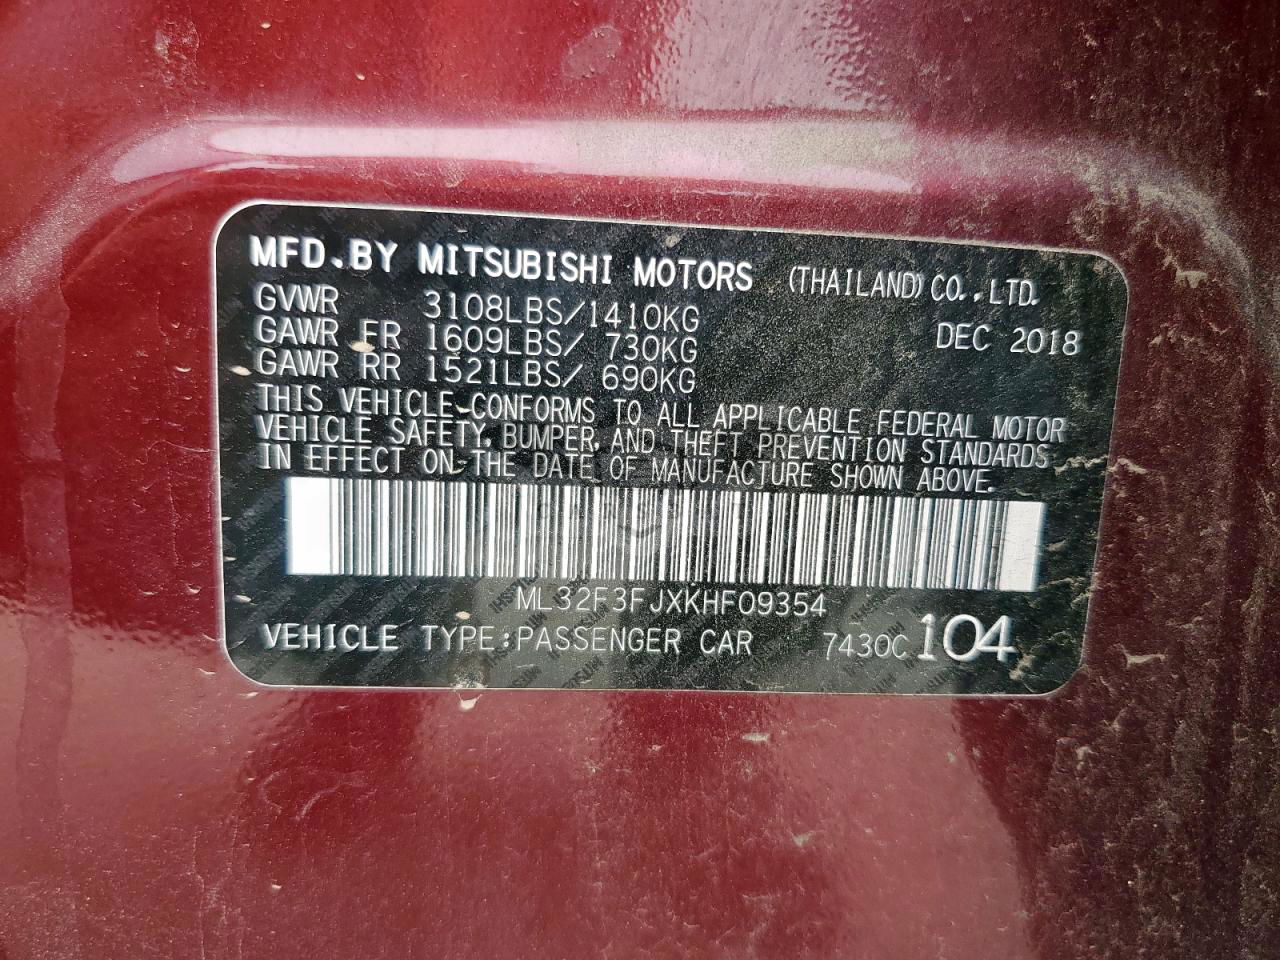 MFD.BY MITSUBISHI MOTORS (THAILAND) CO.,LTD.
GVWR 3108LBS/1410KG DEC 2018
GAWR FR 1609LBS/ 730KG
GAWR RR 1521LBS/ 690KG
THIS VEHICLE CONFORMS TO ALL APPLICABLE FEDERAL MOTOR
VEHICLE SAFETY, BUMPER, AND THEFT PREVENTION STANDARDS
IN EFFECT ON THE DATE OF MANUFACTURE SHOWN ABOVE.
ML32F3FJXKHF09354
VEHICLE TYPE:PASSENGER CAR 7430C 104